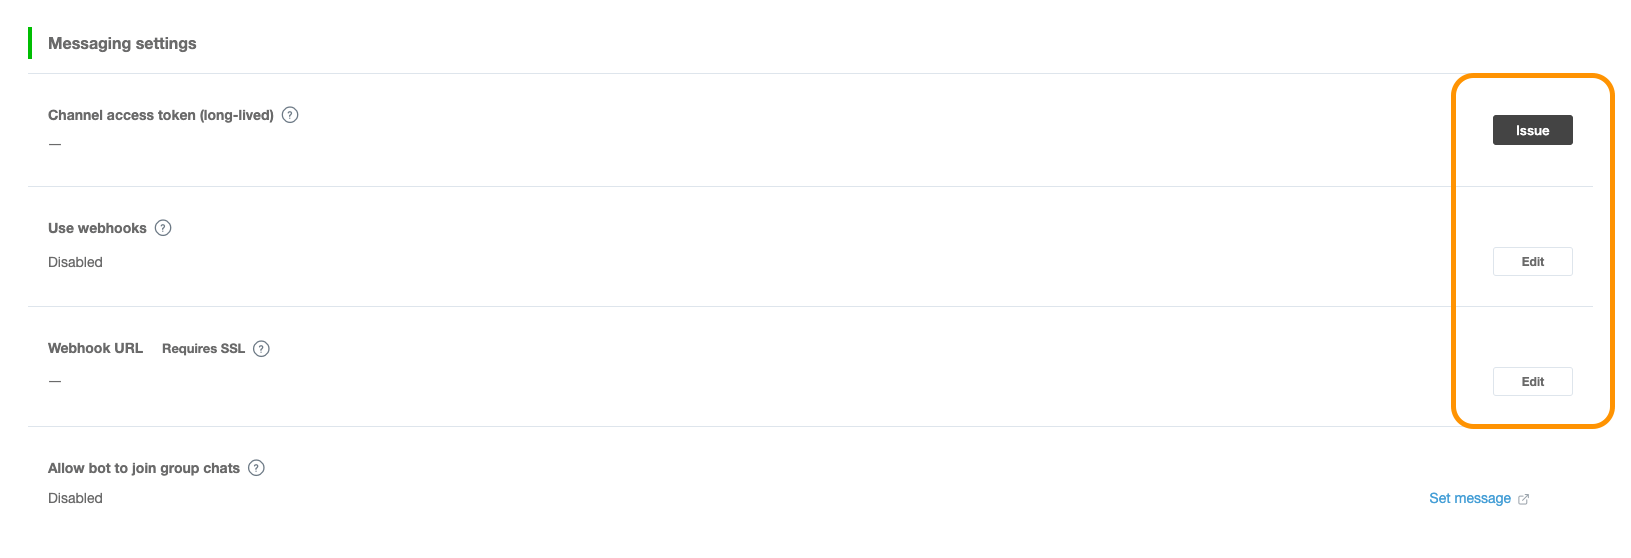 Messaging settings
Channel access token (long-lived) ?
—
Issue
Use webhooks ?
Disabled
Edit
Webhook URL Requires SSL ?
—
Edit
Allow bot to join group chats ?
Disabled
Set message